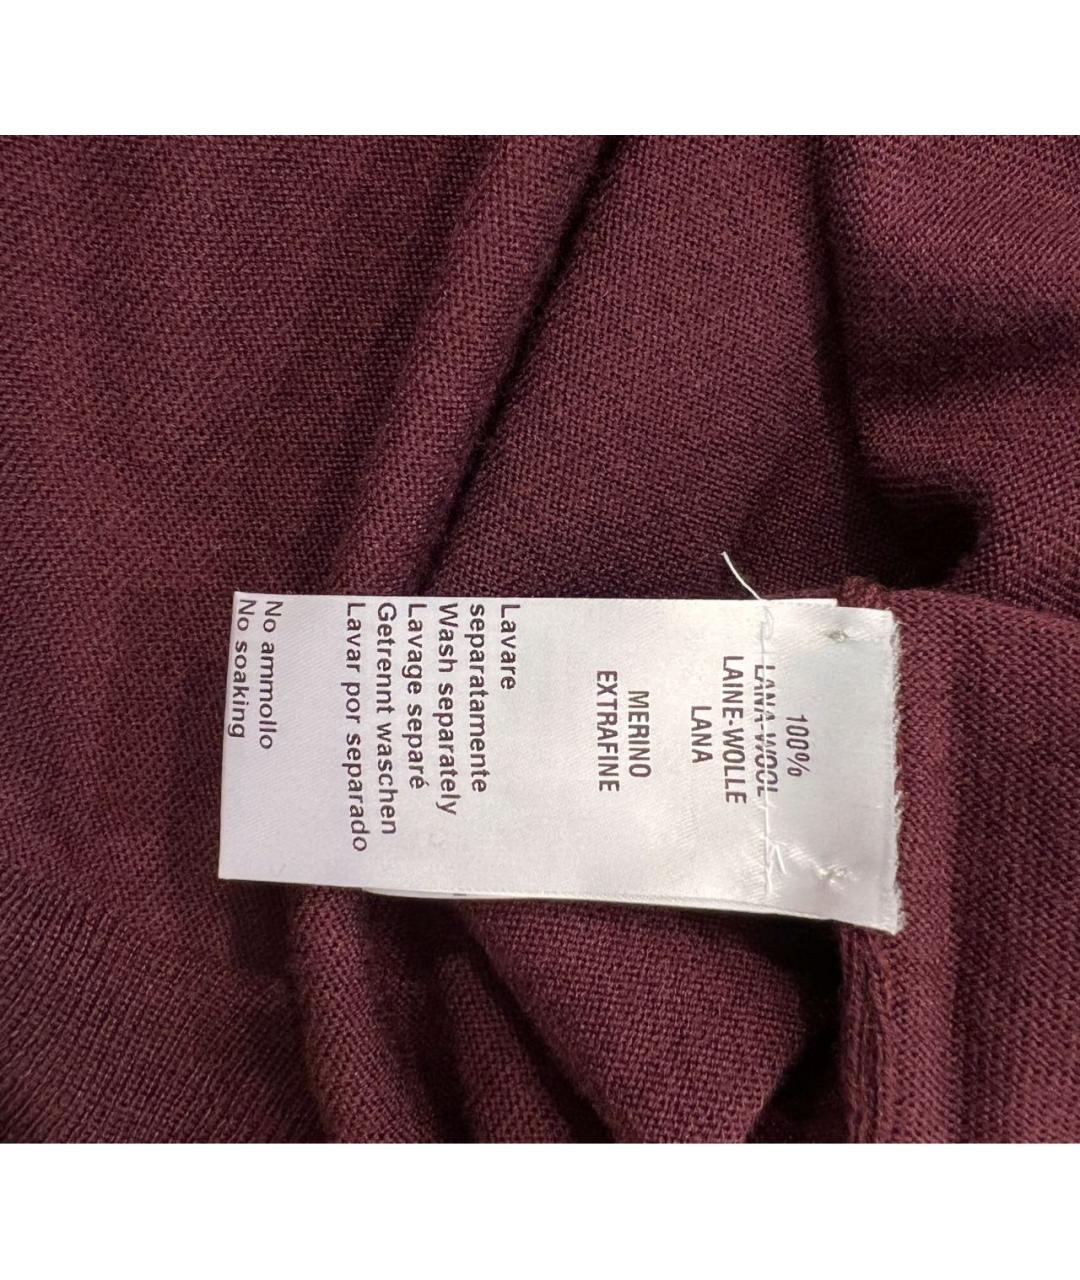 100%
LANA-WOOL
LAINE-WOLLE
LANA
MERINO
EXTRAFINE
Lavare
separatamente
Wash separately
Lavage separé
Getrennt waschen
Lavar por separado
No ammollo
No soaking